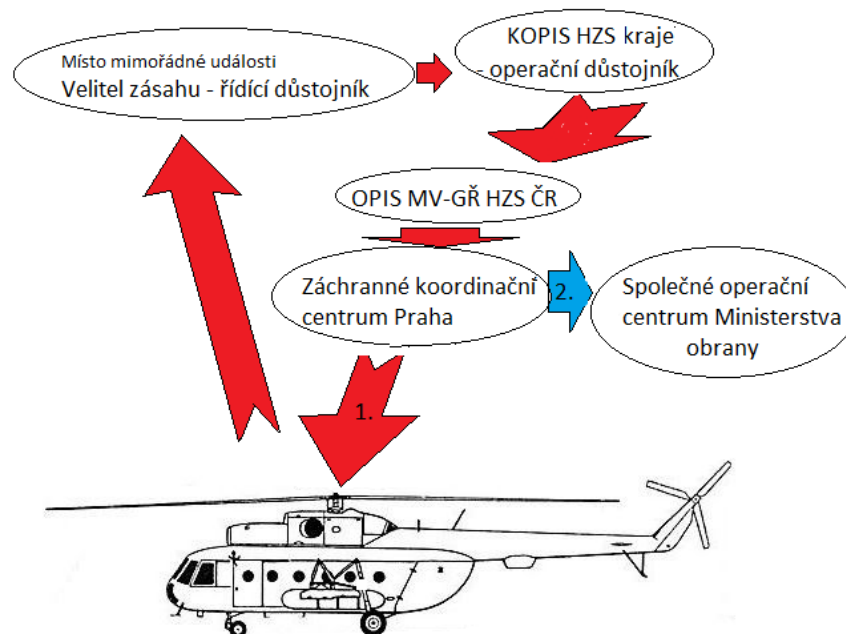 Místo mimořádné události
Velitel zásahu - řídící důstojník
KOPIS HZS kraje
- operační důstojník
OPIS MV-GŘ HZS ČR
Záchranné koordinační
centrum Praha
2.
Společné operační
centrum Ministerstva
obrany
1.